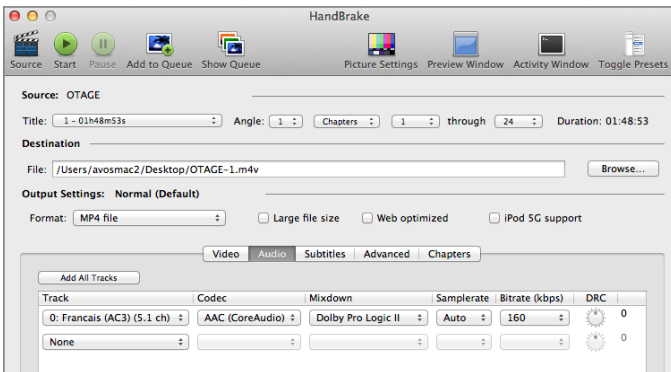 HandBrake
Source Start Pause Add to Queue Show Queue Picture Settings Preview Window Activity Window Toggle Presets
Source: OTAGE
Title: 1 - 01h48m53s Angle: 1 Chapters 1 through 24 Duration: 01:48:53
Destination
File: /Users/avosmac2/Desktop/OTAGE-1.m4v Browse...
Output Settings: Normal (Default)
Format: MP4 file Large file size Web optimized iPod 5G support
Video Audio Subtitles Advanced Chapters
Add All Tracks
Track Codec Mixdown Samplerate Bitrate (kbps) DRC
0: Francais (AC3) (5.1 ch) AAC (CoreAudio) Dolby Pro Logic II Auto 160 0
None 0